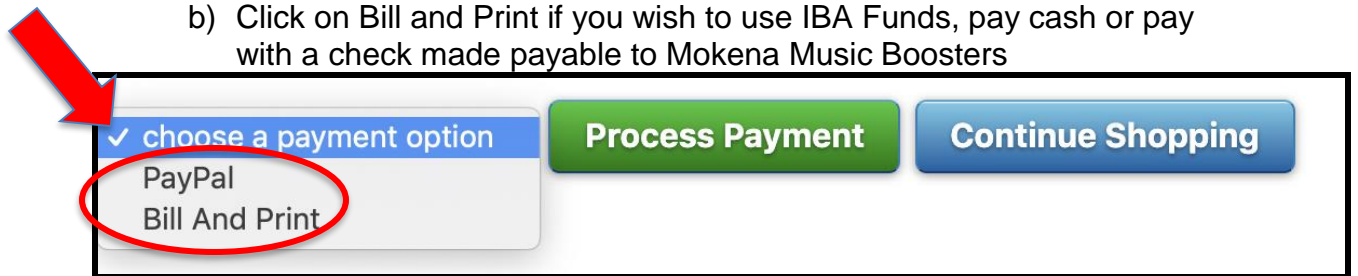 b) Click on Bill and Print if you wish to use IBA Funds, pay cash or pay
with a check made payable to Mokena Music Boosters
✓ choose a payment option Process Payment Continue Shopping
PayPal
Bill And Print